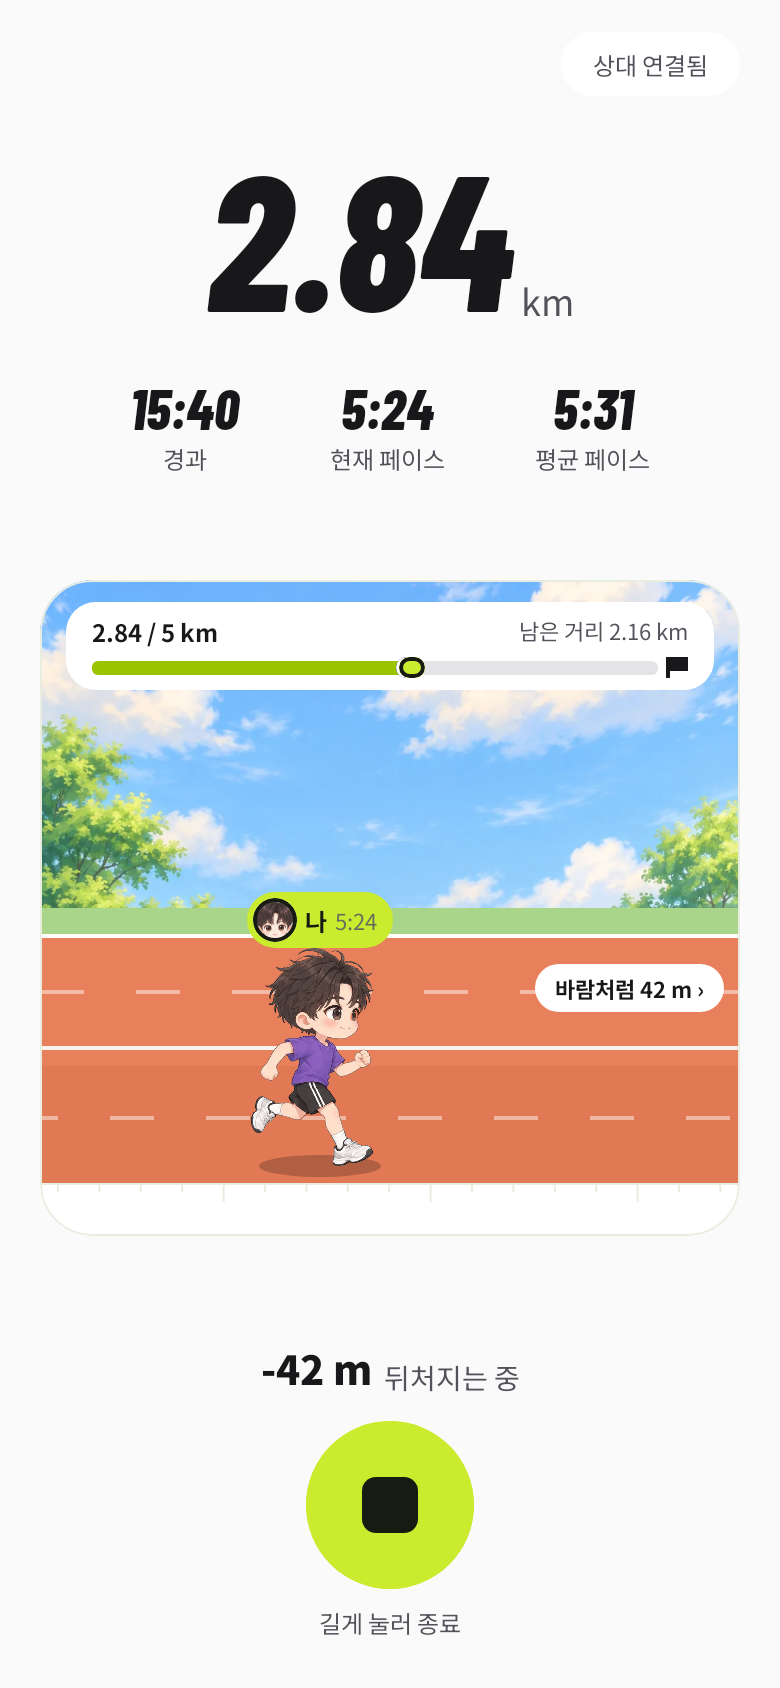 상대 연결됨
2.84 km
15:40 5:24 5:31
경과 현재 페이스 평균 페이스
2.84 / 5 km 남은 거리 2.16 km
나 5:24
바람처럼 42 m ›
-42 m 뒤처지는 중
길게 눌러 종료